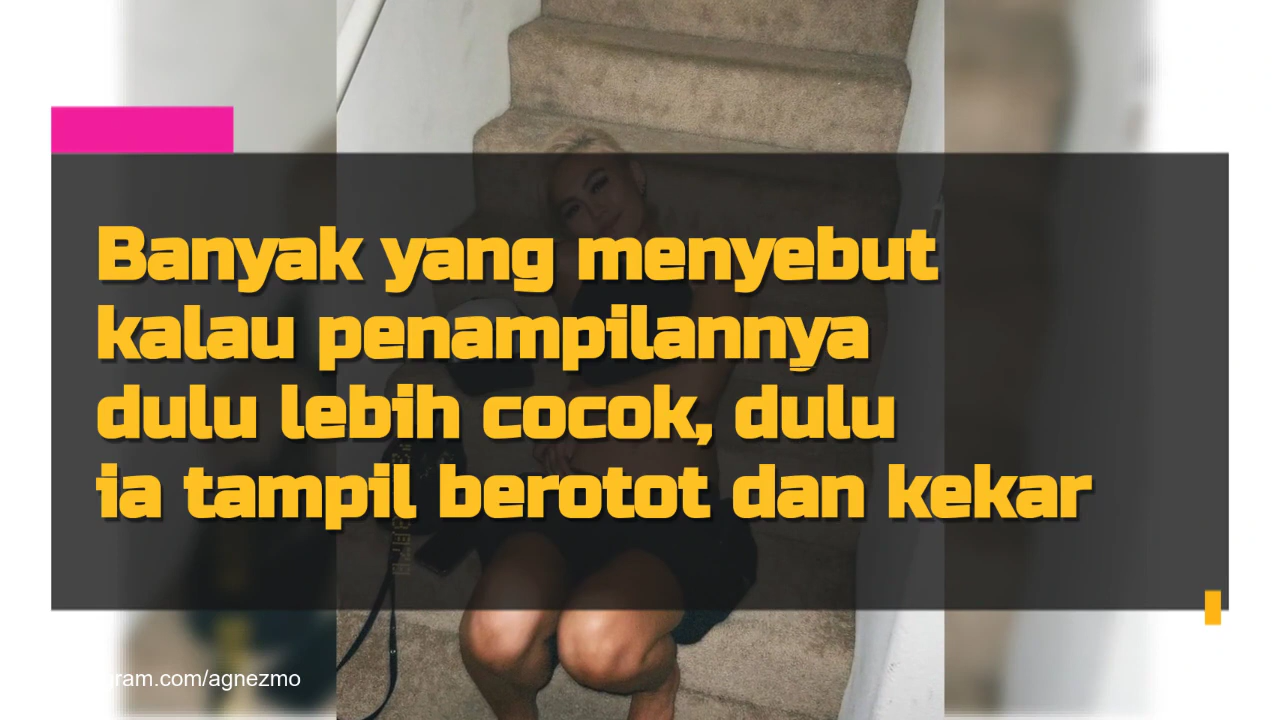 Banyak yang menyebut
kalau penampilannya
dulu lebih cocok, dulu
ia tampil berotot dan kekar
gram.com/agnezmo